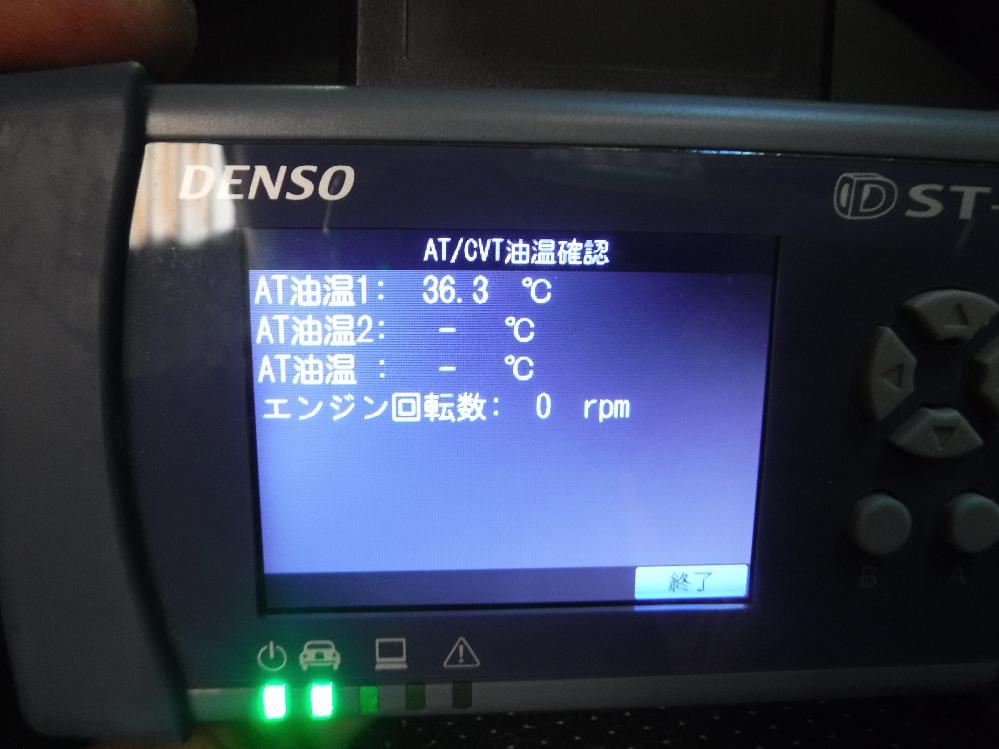 DENSO
DST-
AT/CVT油温確認
AT油温1: 36.3 ℃
AT油温2: - ℃
AT油温 : - ℃
エンジン回転数: 0 rpm
終了
B A